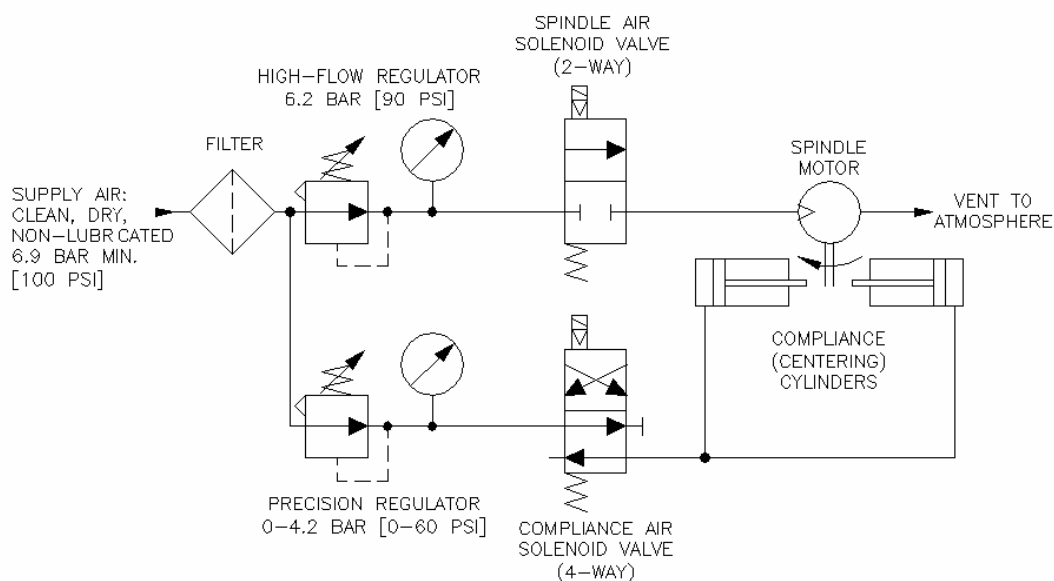 SPINDLE AIR
SOLENOID VALVE
(2-WAY)
HIGH-FLOW REGULATOR
6.2 BAR [90 PSI]
FILTER
SPINDLE
MOTOR
SUPPLY AIR:
CLEAN, DRY,
NON-LUBR CATED
6.9 BAR MIN.
[100 PSI]
VENT TO
ATMOSPHERE
COMPLIANCE
(CENTERING)
CYLINDERS
PRECISION REGULATOR
0-4.2 BAR [0-60 PSI]
COMPLIANCE AIR
SOLENOID VALVE
(4-WAY)